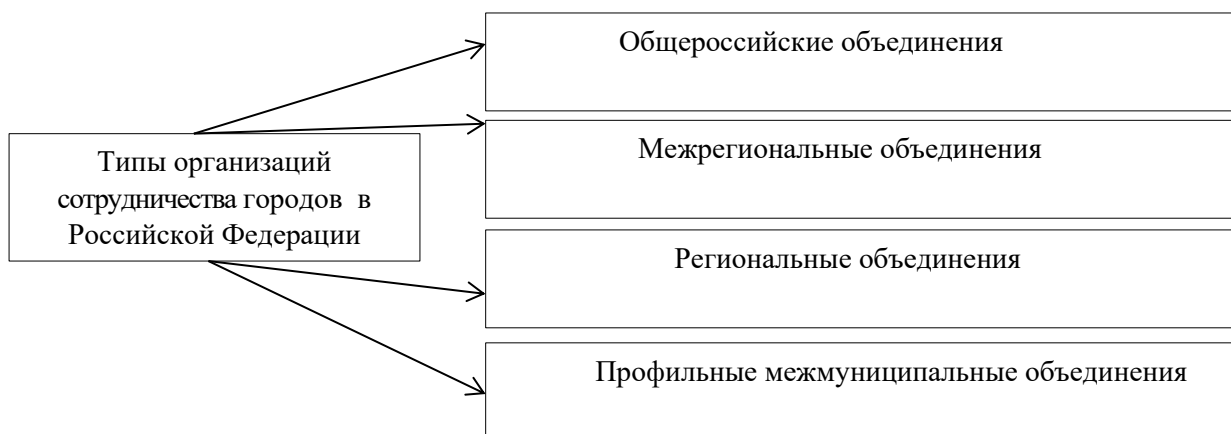 Общероссийские объединения
Межрегиональные объединения
Типы организаций
сотрудничества городов в
Российской Федерации
Региональные объединения
Профильные межмуниципальные объединения